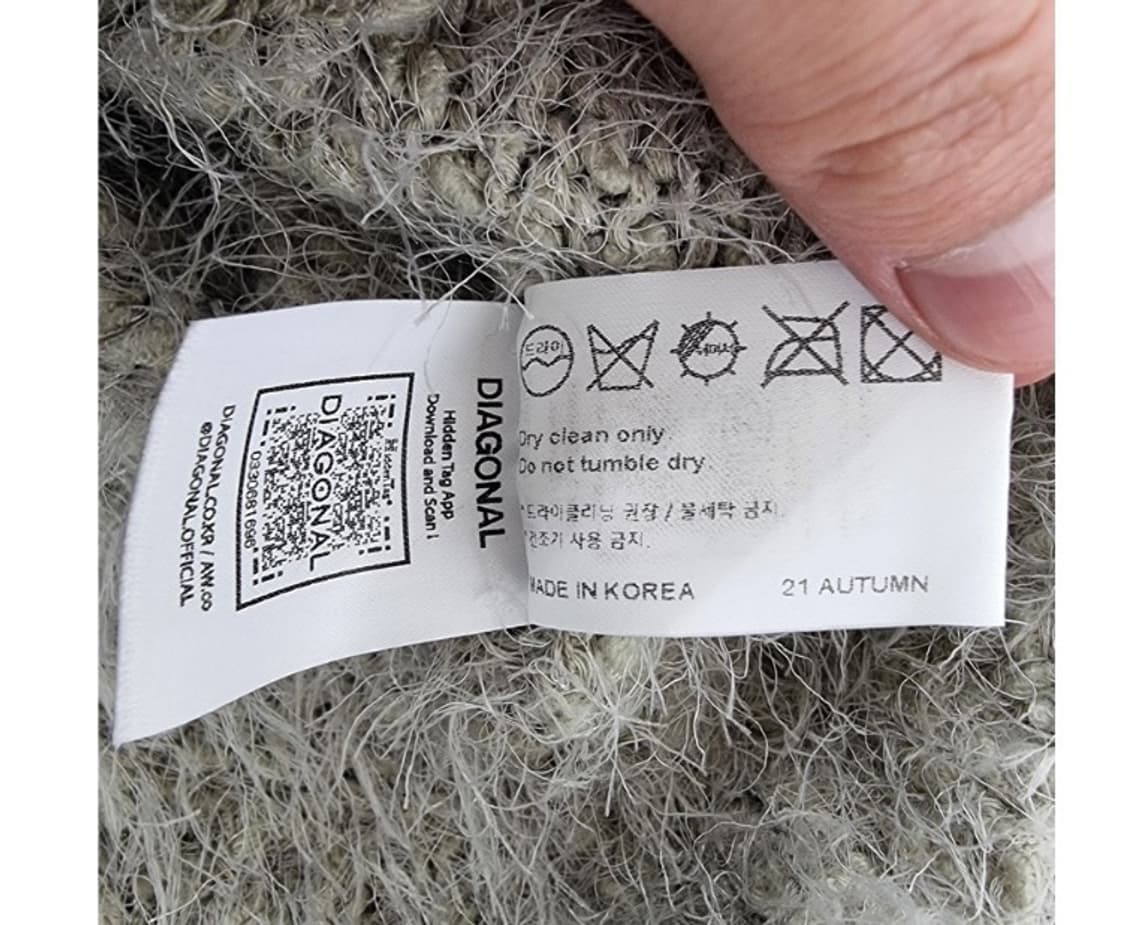 DIAGONAL
Hidden Tag App
Download and Scan !
HiddenTag®
DIAGONAL
DIAGONAL.CO.KR / AW.CO
@DIAGONAL.OFFICIAL
드라이
Dry clean only.
Do not tumble dry.
*드라이클리닝 권장 / 물세탁 금지.
*건조기 사용 금지.
MADE IN KOREA
21 AUTUMN